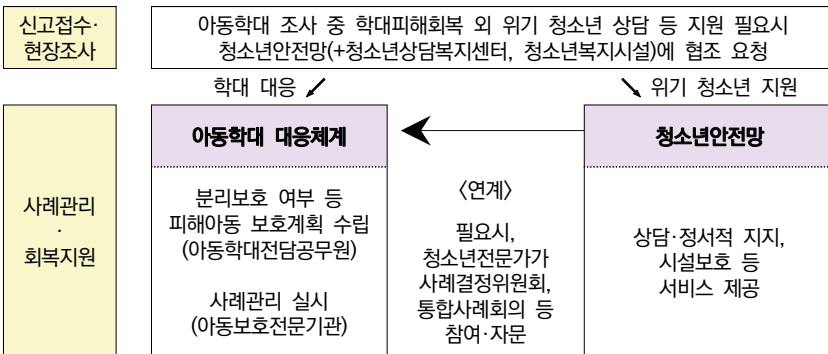 신고접수·
현장조사
아동학대 조사 중 학대피해회복 외 위기 청소년 상담 등 지원 필요시
청소년안전망(+청소년상담복지센터, 청소년복지시설)에 협조 요청
학대 대응
위기 청소년 지원
사례관리
·
회복지원
아동학대 대응체계
분리보호 여부 등
피해아동 보호계획 수립
(아동학대전담공무원)
사례관리 실시
(아동보호전문기관)
〈연계〉
필요시,
청소년전문가가
사례결정위원회,
통합사례회의 등
참여·자문
청소년안전망
상담·정서적 지지,
시설보호 등
서비스 제공